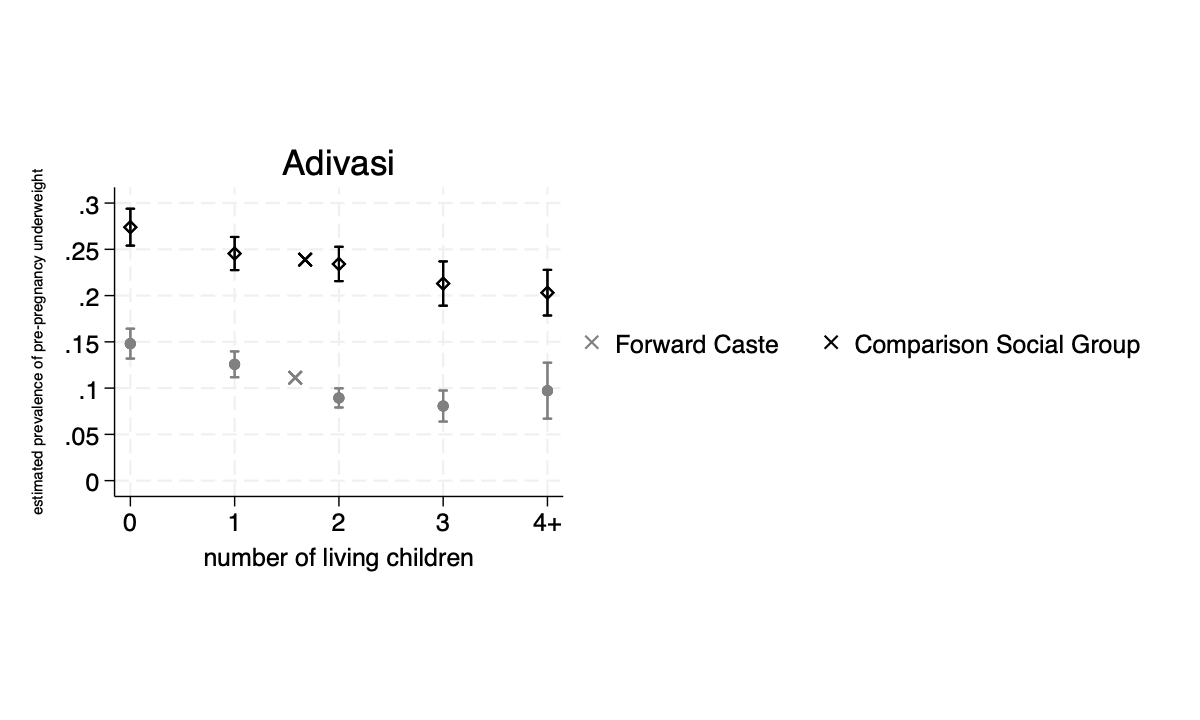 Adivasi
estimated prevalence of pre-pregnancy underweight
.3
.25
.2
.15
.1
.05
0
0 1 2 3 4+
number of living children
Forward Caste Comparison Social Group